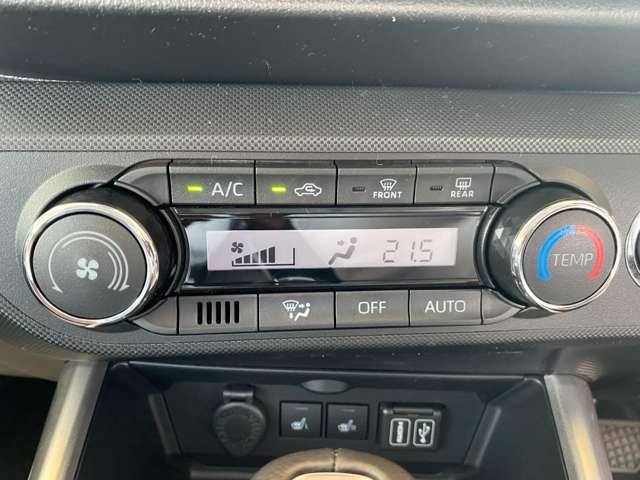 A/C
FRONT
REAR
21.5
TEMP
OFF
AUTO